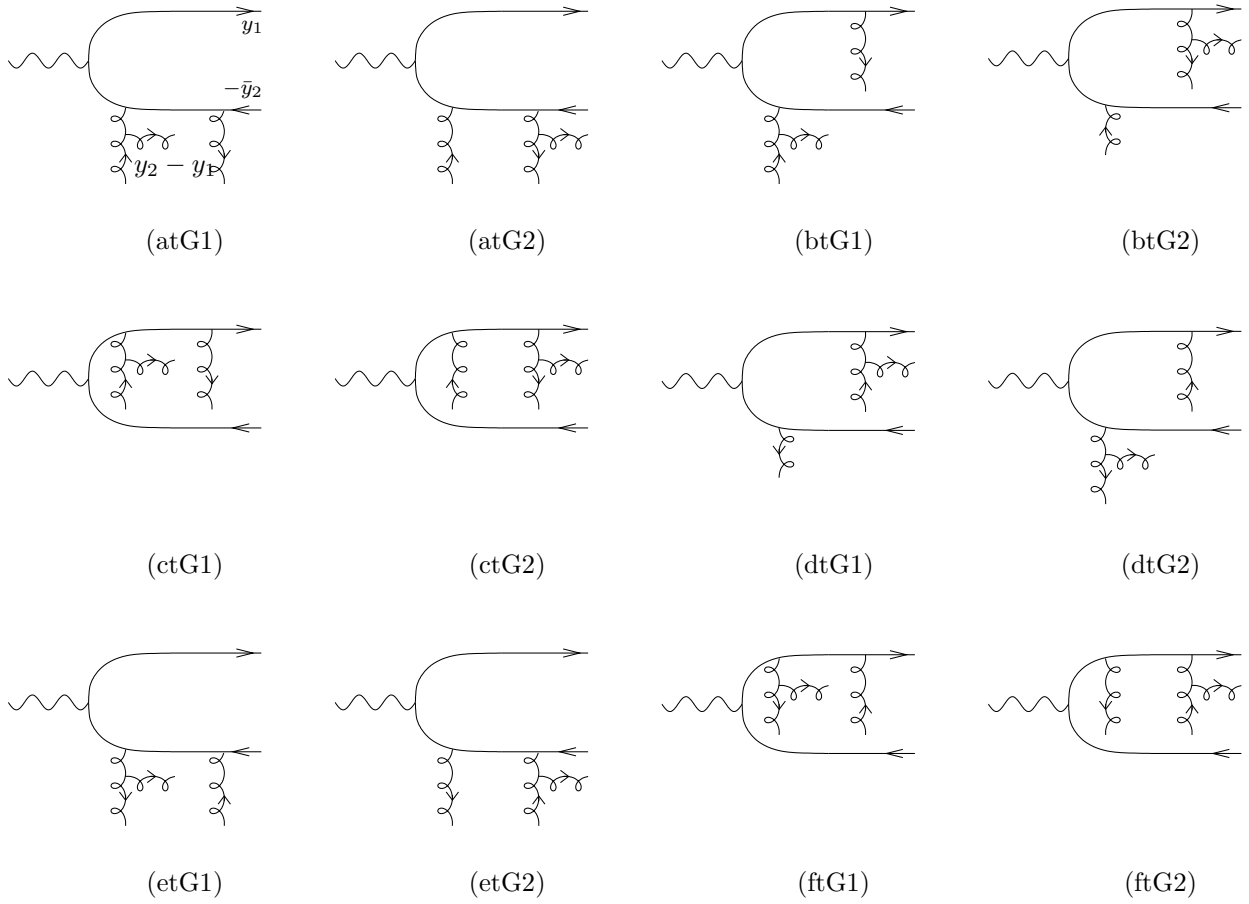 y₁
-ȳ₂
y₂ − y₁
(atG1) (atG2) (btG1) (btG2)
(ctG1) (ctG2) (dtG1) (dtG2)
(etG1) (etG2) (ftG1) (ftG2)